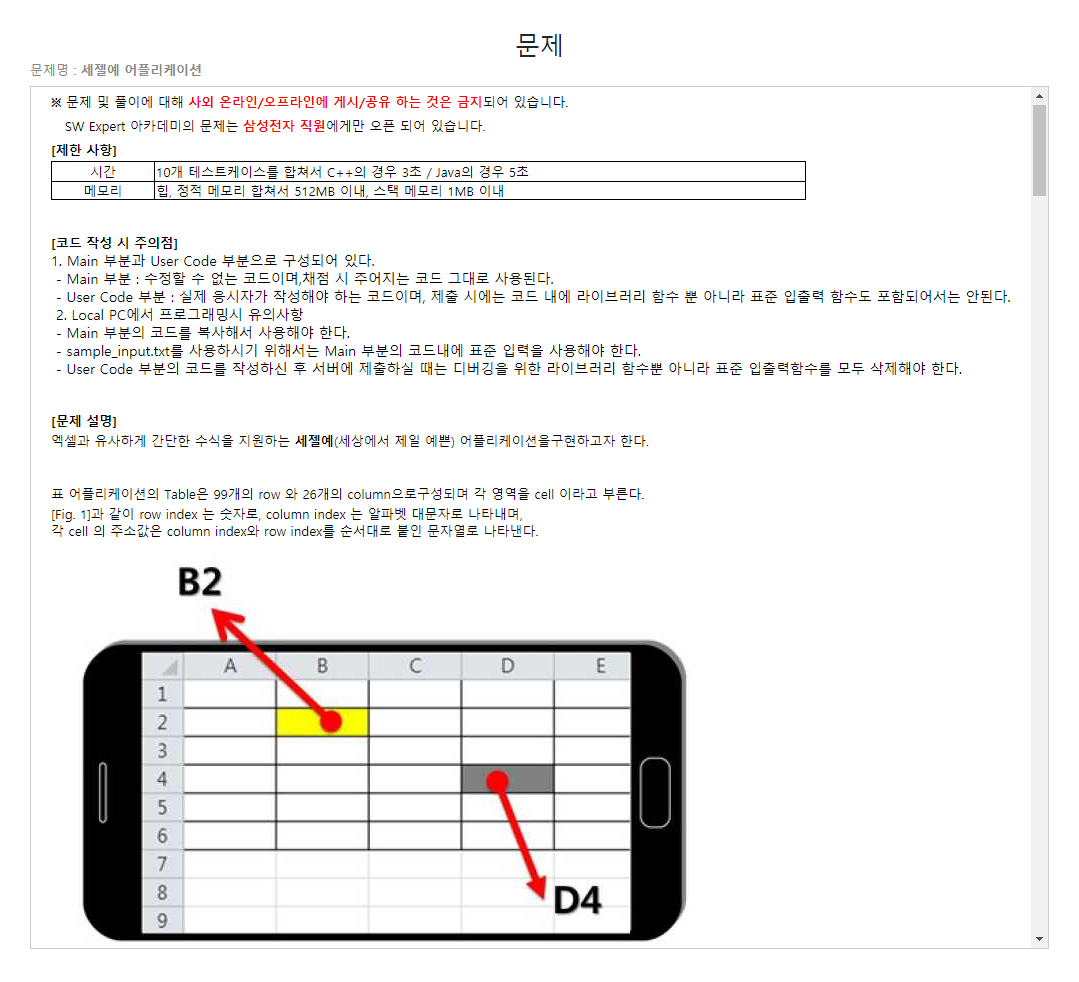 문제
문제명 : 세젤예 어플리케이션
※ 문제 및 풀이에 대해 사외 온라인/오프라인에 게시/공유 하는 것은 금지되어 있습니다.
SW Expert 아카데미의 문제는 삼성전자 직원에게만 오픈 되어 있습니다.
[제한 사항]
시간 10개 테스트케이스를 합쳐서 C++의 경우 3초 / Java의 경우 5초
메모리 힙, 정적 메모리 합쳐서 512MB 이내, 스택 메모리 1MB 이내
[코드 작성 시 주의점]
1. Main 부분과 User Code 부분으로 구성되어 있다.
- Main 부분 : 수정할 수 없는 코드이며,채점 시 주어지는 코드 그대로 사용된다.
- User Code 부분 : 실제 응시자가 작성해야 하는 코드이며, 제출 시에는 코드 내에 라이브러리 함수 뿐 아니라 표준 입출력 함수도 포함되어서는 안된다.
2. Local PC에서 프로그래밍시 유의사항
- Main 부분의 코드를 복사해서 사용해야 한다.
- sample_input.txt를 사용하시기 위해서는 Main 부분의 코드내에 표준 입력을 사용해야 한다.
- User Code 부분의 코드를 작성하신 후 서버에 제출하실 때는 디버깅을 위한 라이브러리 함수뿐 아니라 표준 입출력함수를 모두 삭제해야 한다.
[문제 설명]
엑셀과 유사하게 간단한 수식을 지원하는 세젤예(세상에서 제일 예쁜) 어플리케이션을구현하고자 한다.
표 어플리케이션의 Table은 99개의 row 와 26개의 column으로구성되며 각 영역을 cell 이라고 부른다.
[Fig. 1]과 같이 row index 는 숫자로, column index 는 알파벳 대문자로 나타내며,
각 cell 의 주소값은 column index와 row index를 순서대로 붙인 문자열로 나타낸다.
B2
A B C D E
1
2
3
4
5
6
7
8
9
D4